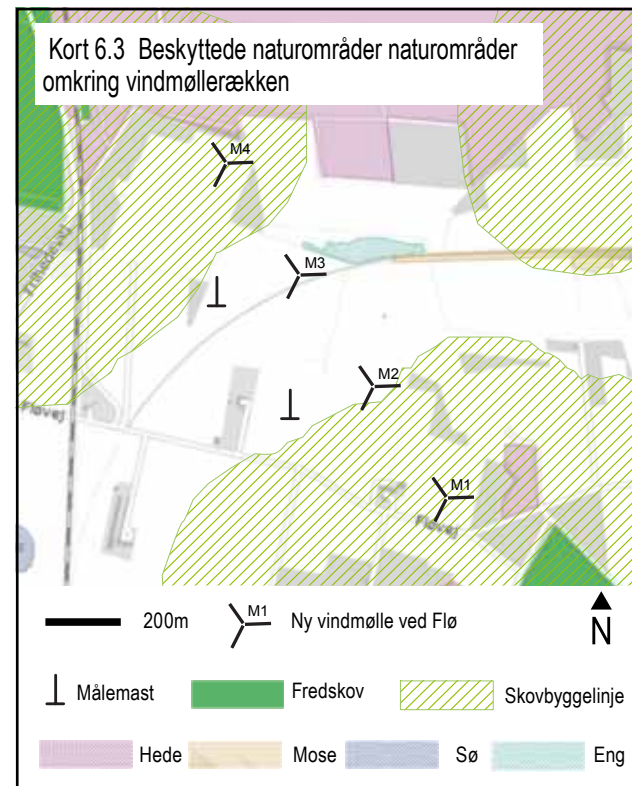 Kort 6.3 Beskyttede naturområder naturområder
omkring vindmøllerækken
M4
M3
M2
M1
Fløvej
Fløvej
200m
M1
Ny vindmølle ved Flø
N
Målemast
Fredskov
Skovbyggelinje
Hede
Mose
Sø
Eng